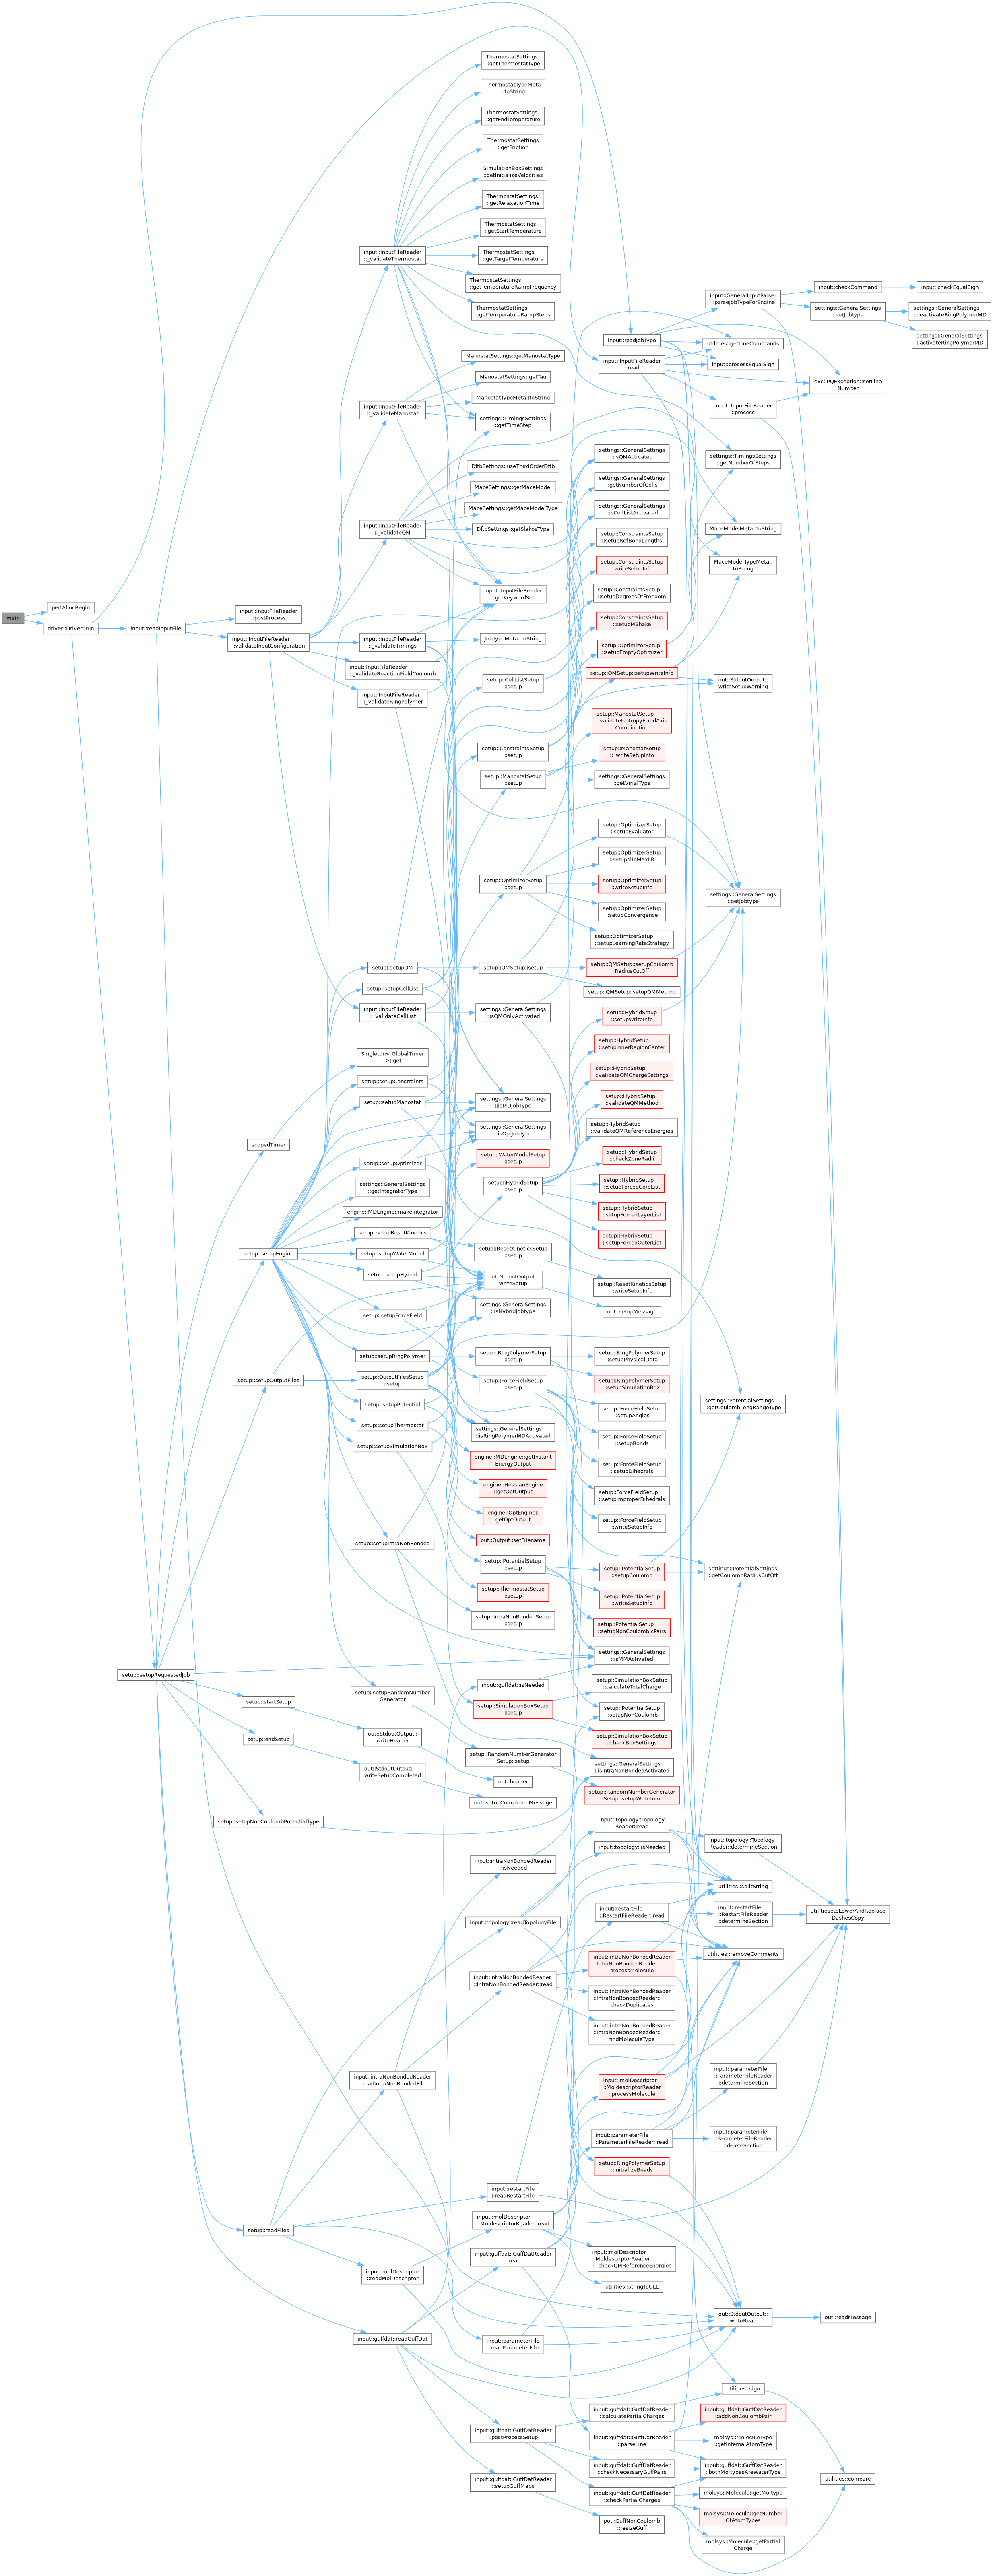 main
perfAllocBegin
driver::Driver::run
input::readInputFile
setup::setupRequestedJob
input::InputFileReader
::postProcess
input::InputFileReader
::validateInputConfiguration
scopedTimer
setup::setupEngine
setup::setupOutputFiles
setup::startSetup
setup::endSetup
setup::setupNonCoulombPotentialType
setup::readFiles
input::InputFileReader
::_validateThermostat
input::InputFileReader
::_validateManostat
input::InputFileReader
::_validateQM
input::InputFileReader
::_validateTimings
input::InputFileReader
::_validateReactionFieldCoulomb
input::InputFileReader
::_validateRingPolymer
setup::setupQM
setup::setupCellList
input::InputFileReader
::_validateCellList
Singleton< GlobalTimer
>::get
setup::setupConstraints
setup::setupManostat
setup::setupOptimizer
settings::GeneralSettings
::getIntegratorType
engine::MDEngine::makeIntegrator
setup::setupResetKinetics
setup::setupWaterModel
setup::setupHybrid
setup::setupForceField
setup::setupRingPolymer
setup::OutputFilesSetup
::setup
setup::setupPotential
setup::setupThermostat
setup::setupSimulationBox
setup::setupIntraNonBonded
setup::setupRandomNumber
Generator
out::StdoutOutput::
writeHeader
out::StdoutOutput::
writeSetupCompleted
input::intraNonBondedReader
::readIntraNonBondedFile
input::molDescriptor
::readMolDescriptor
input::guffdat::readGuffDat
ThermostatSettings
::getThermostatType
ThermostatTypeMeta
::toString
ThermostatSettings
::getEndTemperature
ThermostatSettings
::getFriction
SimulationBoxSettings
::getInitializeVelocities
ThermostatSettings
::getRelaxationTime
ThermostatSettings
::getStartTemperature
ThermostatSettings
::getTargetTemperature
ThermostatSettings
::getTemperatureRampFrequency
ThermostatSettings
::getTemperatureRampSteps
ManostatSettings::getManostatType
ManostatSettings::getTau
ManostatTypeMeta::toString
settings::TimingsSettings
::getTimeStep
DftbSettings::useThirdOrderDftb
MaceSettings::getMaceModel
MaceSettings::getMaceModelType
DftbSettings::getSlakosType
input::InputFileReader
::getKeywordSet
JobTypeMeta::toString
setup::CellListSetup
::setup
setup::ConstraintsSetup
::setup
setup::ManostatSetup
::setup
setup::OptimizerSetup
::setup
setup::QMSetup::setup
settings::GeneralSettings
::isQMOnlyActivated
settings::GeneralSettings
::isMDJobType
settings::GeneralSettings
::isOptJobType
setup::WaterModelSetup
::setup
setup::HybridSetup
::setup
setup::ResetKineticsSetup
::setup
out::StdoutOutput::
writeSetup
settings::GeneralSettings
::isHybridJobtype
setup::RingPolymerSetup
::setup
setup::ForceFieldSetup
::setup
settings::GeneralSettings
::isRingPolymerMDActivated
engine::MDEngine::getInstant
EnergyOutput
engine::HessianEngine
::getOptOutput
engine::OptEngine::
getOptOutput
out::Output::setFilename
setup::PotentialSetup
::setup
setup::ThermostatSetup
::setup
setup::IntraNonBondedSetup
::setup
input::guffdat::isNeeded
setup::SimulationBoxSetup
::setup
setup::RandomNumberGenerator
Setup::setup
out::header
out::setupCompletedMessage
input::intraNonBondedReader
::isNeeded
input::topology::readTopologyFile
input::intraNonBondedReader
::IntraNonBondedReader::read
input::restartFile
::readRestartFile
input::molDescriptor
::MoldescriptorReader::read
input::guffdat::GuffDatReader
::read
input::parameterFile
::readParameterFile
input::guffdat::GuffDatReader
::postProcessSetup
input::guffdat::GuffDatReader
::setupGuffMaps
input::readJobType
input::InputFileReader
::read
settings::GeneralSettings
::isQMActivated
settings::GeneralSettings
::getNumberOfCells
settings::GeneralSettings
::isCellListActivated
setup::ConstraintsSetup
::setupRefBondLengths
setup::ConstraintsSetup
::writeSetupInfo
setup::ConstraintsSetup
::setupDegreesOfFreedom
setup::ConstraintsSetup
::setupMShake
setup::OptimizerSetup
::setupEmptyOptimizer
setup::QMSetup::setupWriteInfo
setup::ManostatSetup
::validateIsotropyFixedAxis
Combination
setup::ManostatSetup
::_writeSetupInfo
settings::GeneralSettings
::getVirialType
setup::OptimizerSetup
::setupEvaluator
setup::OptimizerSetup
::setupMinMaxLR
setup::OptimizerSetup
::writeSetupInfo
setup::OptimizerSetup
::setupConvergence
setup::OptimizerSetup
::setupLearningRateStrategy
setup::QMSetup::setupCoulomb
RadiusCutOff
setup::QMSetup::setupQMMethod
setup::HybridSetup
::setupWriteInfo
setup::HybridSetup
::setupInnerRegionCenter
setup::HybridSetup
::validateQMChargeSettings
setup::HybridSetup
::validateQMMethod
setup::HybridSetup
::validateQMReferenceEnergies
setup::HybridSetup
::checkZoneRadii
setup::HybridSetup
::setupForcedCoreList
setup::HybridSetup
::setupForcedLayerList
setup::HybridSetup
::setupForcedOuterList
setup::ResetKineticsSetup
::writeSetupInfo
out::setupMessage
setup::RingPolymerSetup
::setupPhysicalData
setup::RingPolymerSetup
::setupSimulationBox
setup::ForceFieldSetup
::setupAngles
setup::ForceFieldSetup
::setupBonds
setup::ForceFieldSetup
::setupDihedrals
setup::ForceFieldSetup
::setupImproperDihedrals
setup::ForceFieldSetup
::writeSetupInfo
setup::PotentialSetup
::setupCoulomb
setup::PotentialSetup
::writeSetupInfo
setup::PotentialSetup
::setupNonCoulombicPairs
settings::GeneralSettings
::isMMActivated
setup::SimulationBoxSetup
::calculateTotalCharge
setup::PotentialSetup
::setupNonCoulomb
setup::SimulationBoxSetup
::checkBoxSettings
settings::GeneralSettings
::isIntraNonBondedActivated
setup::RandomNumberGenerator
Setup::setupWriteInfo
input::topology::Topology
Reader::read
input::topology::isNeeded
input::restartFile
::RestartFileReader::read
input::intraNonBondedReader
::IntraNonBondedReader::
processMolecule
input::intraNonBondedReader
::IntraNonBondedReader::
checkDuplicates
input::intraNonBondedReader
::IntraNonBondedReader::
findMoleculeType
input::molDescriptor
::MoldescriptorReader
::processMolecule
input::parameterFile
::ParameterFileReader::read
setup::RingPolymerSetup
::initializeBeads
input::molDescriptor
::MoldescriptorReader
::_checkQMReferenceEnergies
utilities::stringToULL
input::guffdat::GuffDatReader
::calculatePartialCharges
input::guffdat::GuffDatReader
::parseLine
input::guffdat::GuffDatReader
::checkNecessaryGuffPairs
input::guffdat::GuffDatReader
::checkPartialCharges
pot::GuffNonCoulomb
::resizeGuff
input::GeneralInputParser
::parseJobTypeForEngine
utilities::getLineCommands
input::processEqualSign
input::InputFileReader
::process
settings::TimingsSettings
::getNumberOfSteps
MaceModelMeta::toString
MaceModelTypeMeta::
toString
out::StdoutOutput::
writeSetupWarning
settings::GeneralSettings
::getJobtype
settings::PotentialSettings
::getCoulombLongRangeType
settings::PotentialSettings
::getCoulombRadiusCutOff
input::topology::Topology
Reader::determineSection
utilities::splitString
input::restartFile
::RestartFileReader
::determineSection
utilities::removeComments
input::parameterFile
::ParameterFileReader
::determineSection
input::parameterFile
::ParameterFileReader
::deleteSection
out::StdoutOutput::
writeRead
utilities::sign
input::guffdat::GuffDatReader
::addNonCoulombPair
molsys::MoleculeType
::getInternalAtomType
input::guffdat::GuffDatReader
::bothMoltypesAreWaterType
molsys::Molecule::getMoltype
molsys::Molecule::getNumber
OfAtomTypes
molsys::Molecule::getPartial
Charge
input::checkCommand
settings::GeneralSettings
::setJobtype
exc::PQException::setLine
Number
utilities::toLowerAndReplace
DashesCopy
out::readMessage
utilities::compare
input::checkEqualSign
settings::GeneralSettings
::deactivateRingPolymerMD
settings::GeneralSettings
::activateRingPolymerMD